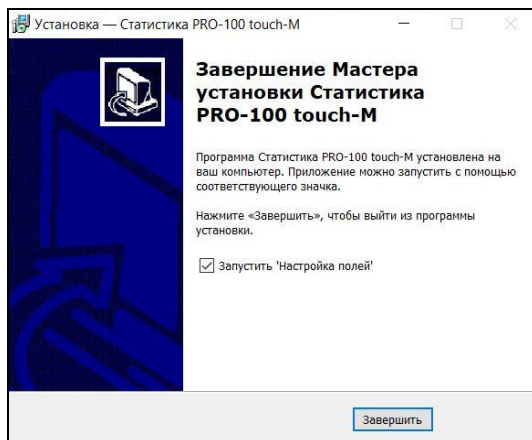 Установка — Статистика PRO-100 touch-M
Завершение Мастера
установки Статистика
PRO-100 touch-M
Программа Статистика PRO-100 touch-M установлена на
ваш компьютер. Приложение можно запустить с помощью
соответствующего значка.
Нажмите «Завершить», чтобы выйти из программы
установки.
Запустить 'Настройка полей'
Завершить